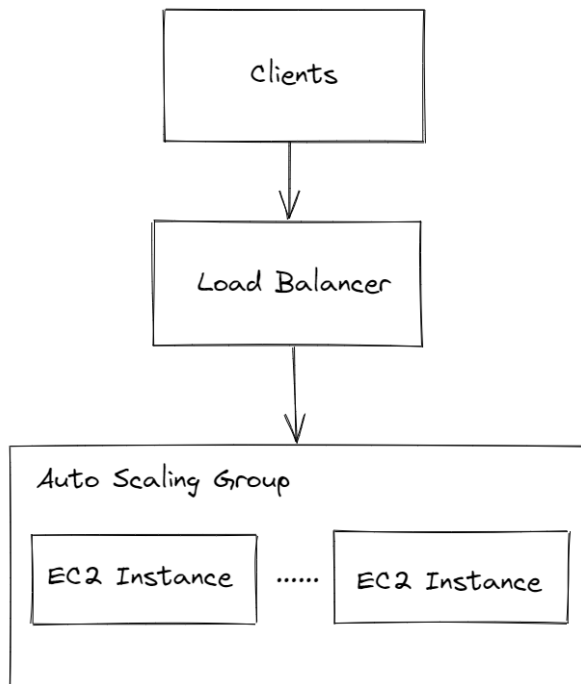 Clients
Load Balancer
Auto Scaling Group
EC2 Instance ...... EC2 Instance